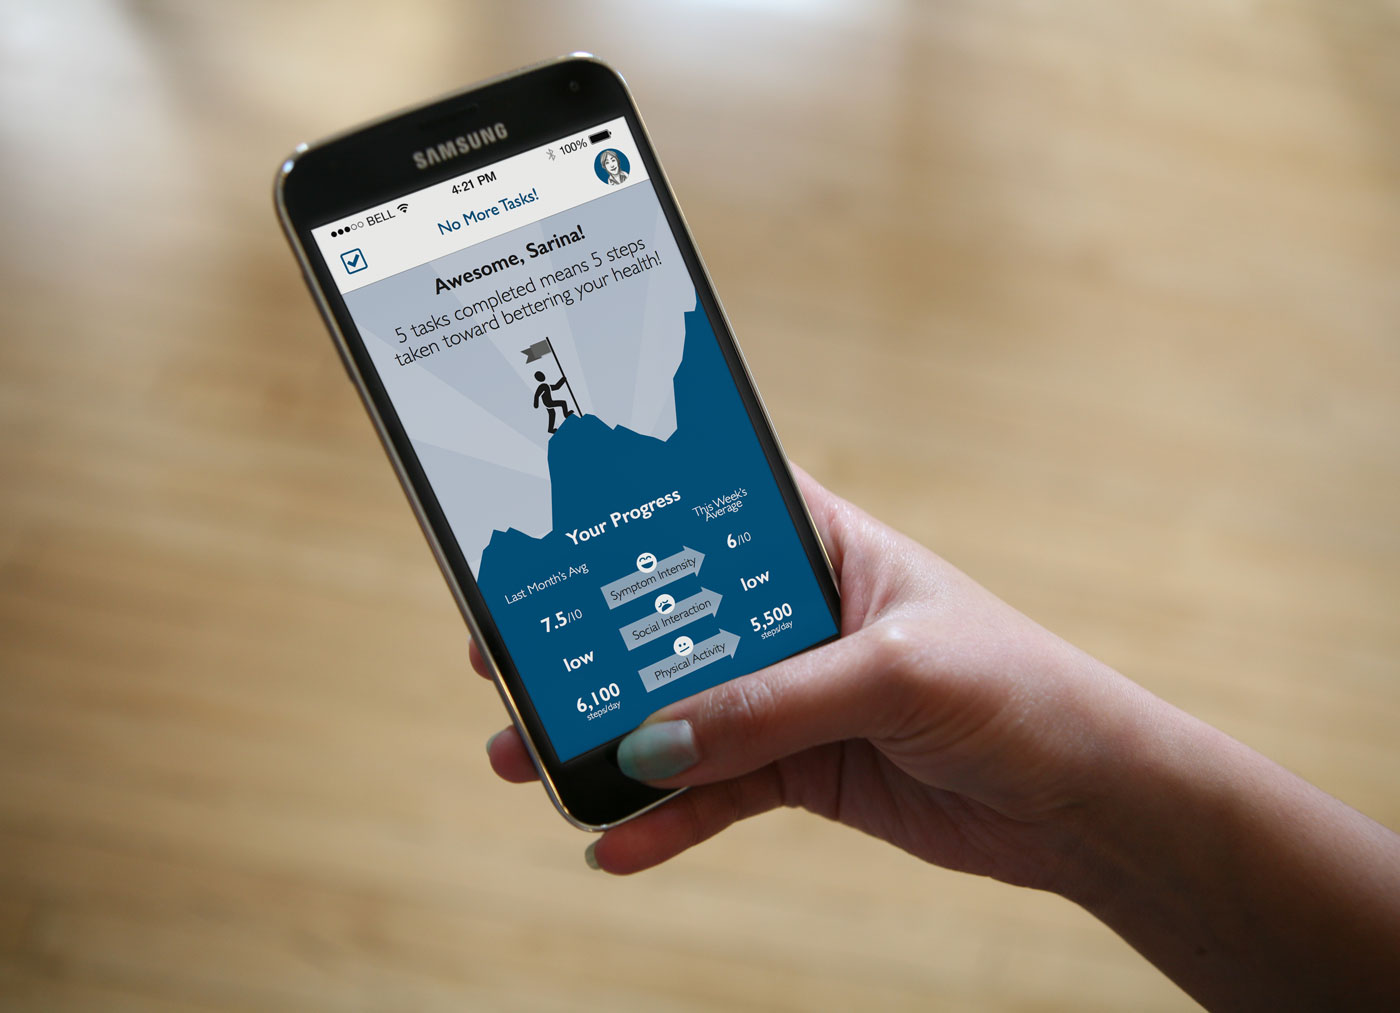 SAMSUNG
BELL
4:21 PM
100%
No More Tasks!
Awesome, Sarina!
5 tasks completed means 5 steps
taken toward bettering your health!
Your Progress
Last Month's Avg
This Week's
Average
7.5/10
Symptom Intensity
6/10
low
Social Interaction
low
6,100
steps/day
Physical Activity
5,500
steps/day